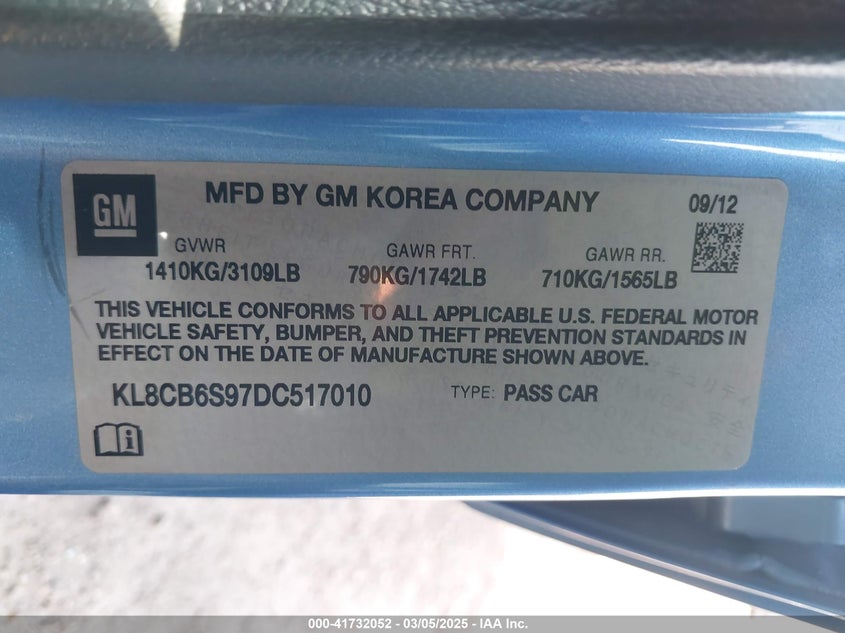 GM
MFD BY GM KOREA COMPANY
09/12
GVWR
GAWR FRT.
GAWR RR.
1410KG/3109LB
790KG/1742LB
710KG/1565LB
THIS VEHICLE CONFORMS TO ALL APPLICABLE U.S. FEDERAL MOTOR
VEHICLE SAFETY, BUMPER, AND THEFT PREVENTION STANDARDS IN
EFFECT ON THE DATE OF MANUFACTURE SHOWN ABOVE.
KL8CB6S97DC517010
TYPE: PASS CAR
000-41732052 — 03/05/2025 — IAA Inc.